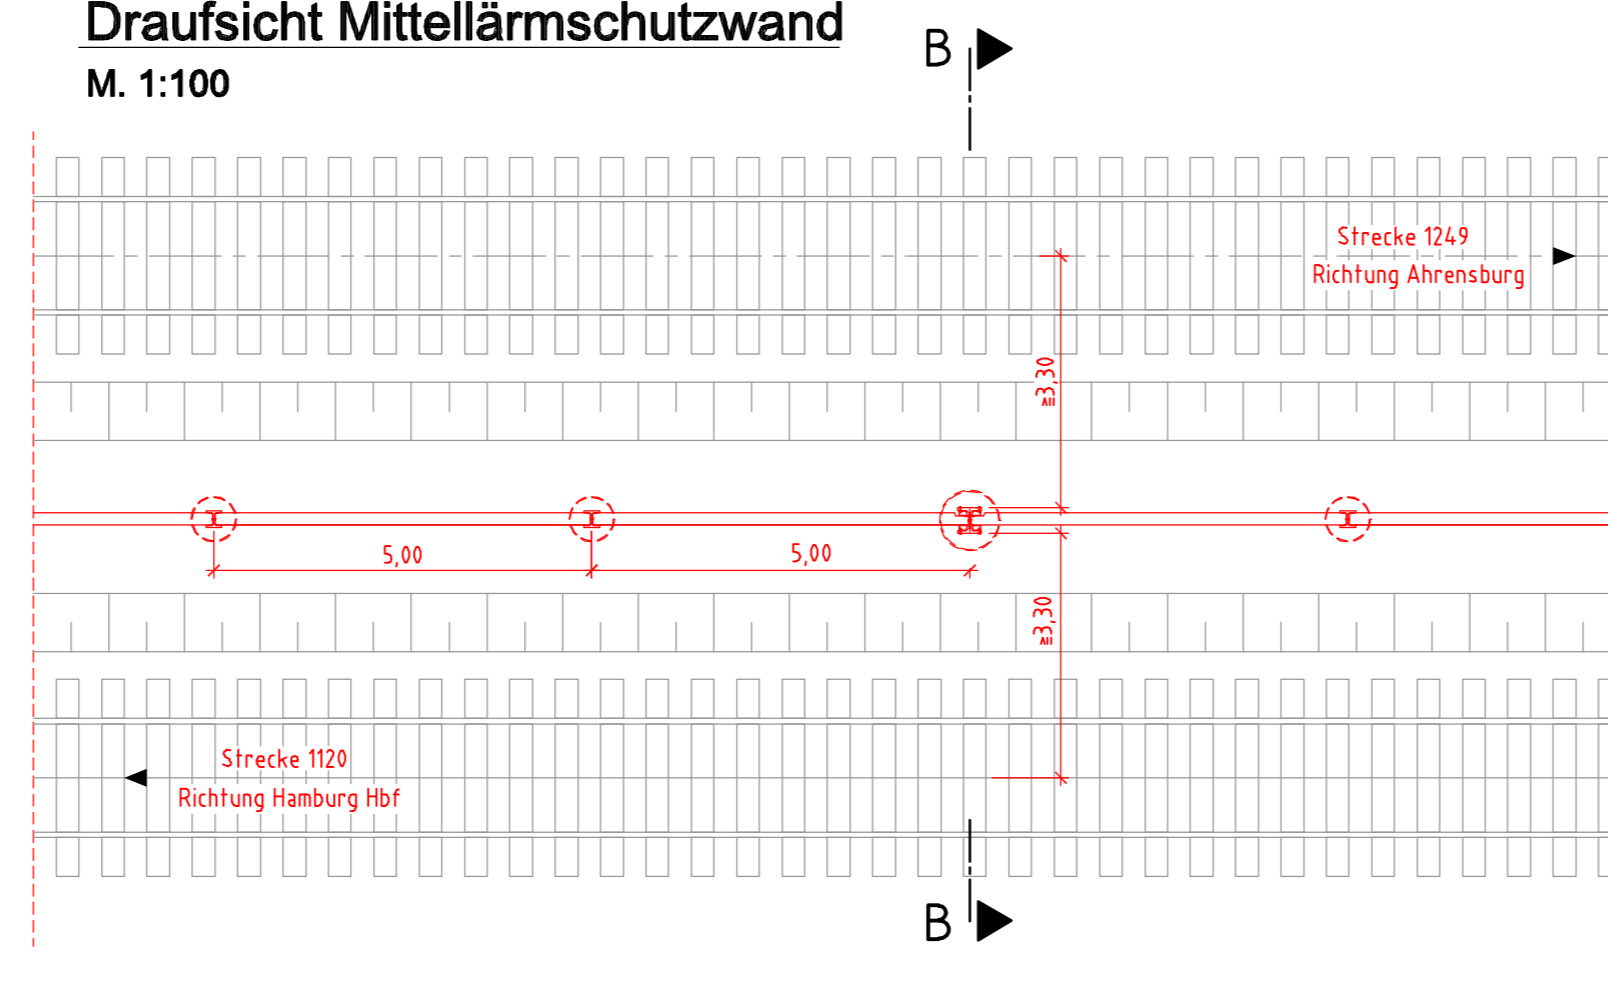 Draufsicht Mittellärmschutzwand
M. 1:100
B
Strecke 1249
Richtung Ahrensburg
≥3,30
5,00
5,00
≥3,30
Strecke 1120
Richtung Hamburg Hbf
B